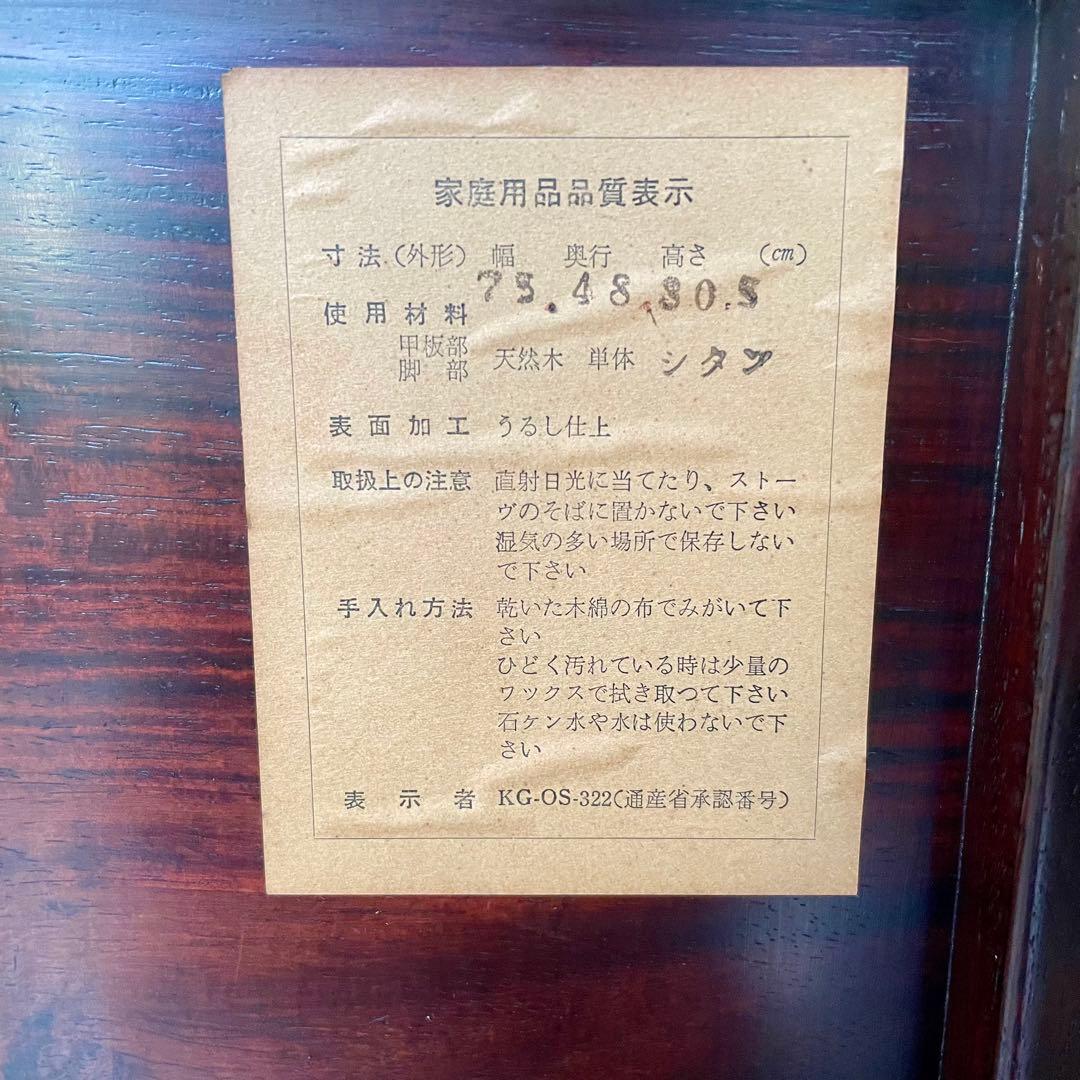 家庭用品品質表示
寸法(外形) 幅 奥行 高さ (cm)
75.48.30.5
使用材料
甲板部
脚部 天然木 単体 シタン
表面加工 うるし仕上
取扱上の注意 直射日光に当てたり、ストー
ヴのそばに置かないで下さい
湿気の多い場所で保存しない
で下さい
手入れ方法 乾いた木綿の布でみがいて下
さい
ひどく汚れている時は少量の
ワックスで拭き取つて下さい
石ケン水や水は使わないで下
さい
表示者 KG-OS-322(通産省承認番号)